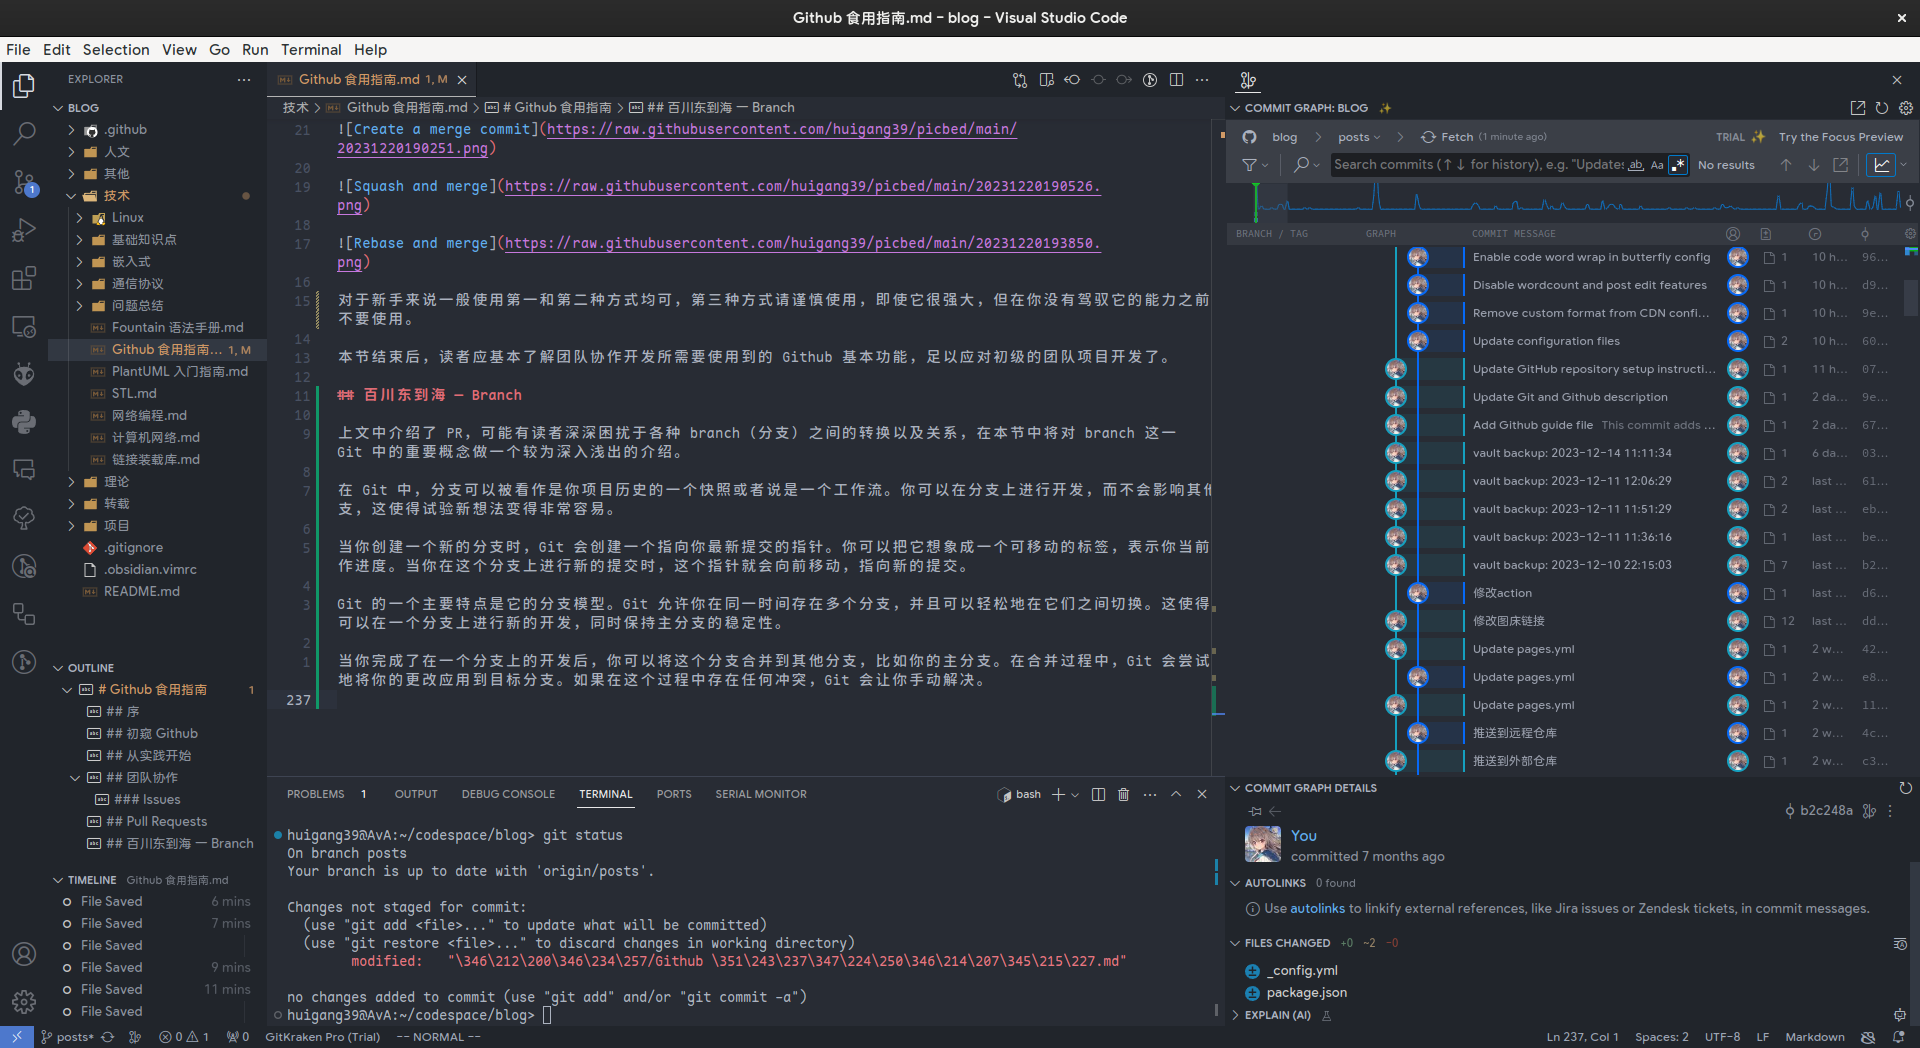 Github 食用指南.md - blog - Visual Studio Code
File Edit Selection View Go Run Terminal Help
EXPLORER
BLOG
.github
人文
其他
技术
Linux
基础知识点
嵌入式
通信协议
问题总结
Fountain 语法手册.md
Github 食用指南... 1, M
PlantUML 入门指南.md
STL.md
网络编程.md
计算机网络.md
链接装载库.md
理论
转载
项目
.gitignore
.obsidian.vimrc
README.md
OUTLINE
# Github 食用指南 1
## 序
## 初窥 Github
## 从实践开始
## 团队协作
### Issues
## Pull Requests
## 百川东到海 — Branch
TIMELINE Github 食用指南.md
File Saved 6 mins
File Saved 7 mins
File Saved
File Saved 9 mins
File Saved 11 mins
File Saved
Github 食用指南.md 1, M
技术 > Github 食用指南.md > # Github 食用指南 > ## 百川东到海 — Branch
21 ![Create a merge commit](https://raw.githubusercontent.com/huigang39/picbed/main/
20231220190251.png)
20
19 ![Squash and merge](https://raw.githubusercontent.com/huigang39/picbed/main/20231220190526.
png)
18
17 ![Rebase and merge](https://raw.githubusercontent.com/huigang39/picbed/main/20231220193850.
png)
16
15 对于新手来说一般使用第一和第二种方式均可，第三种方式请谨慎使用，即使它很强大，但在你没有驾驭它的能力之前
不要使用。
14
13 本节结束后，读者应基本了解团队协作开发所需要使用到的 Github 基本功能，足以应对初级的团队项目开发了。
12
11 ## 百川东到海 — Branch
10
9 上文中介绍了 PR，可能有读者深深困扰于各种 branch（分支）之间的转换以及关系，在本节中将对 branch 这一
Git 中的重要概念做一个较为深入浅出的介绍。
8
7 在 Git 中，分支可以被看作是你项目历史的一个快照或者说是一个工作流。你可以在分支上进行开发，而不会影响其他
支，这使得试验新想法变得非常容易。
6
5 当你创建一个新的分支时，Git 会创建一个指向你最新提交的指针。你可以把它想象成一个可移动的标签，表示你当前
作进度。当你在这个分支上进行新的提交时，这个指针就会向前移动，指向新的提交。
4
3 Git 的一个主要特点是它的分支模型。Git 允许你在同一时间存在多个分支，并且可以轻松地在它们之间切换。这使得
可以在一个分支上进行新的开发，同时保持主分支的稳定性。
2
1 当你完成了在一个分支上的开发后，你可以将这个分支合并到其他分支，比如你的主分支。在合并过程中，Git 会尝试
地将你的更改应用到目标分支。如果在这个过程中存在任何冲突，Git 会让你手动解决。
237
PROBLEMS 1 OUTPUT DEBUG CONSOLE TERMINAL PORTS SERIAL MONITOR
bash
huigang39@AvA:~/codespace/blog> git status
On branch posts
Your branch is up to date with 'origin/posts'.
Changes not staged for commit:
(use "git add <file>..." to update what will be committed)
(use "git restore <file>..." to discard changes in working directory)
modified: "\346\212\200\346\234\257/Github \351\243\237\347\224\250\346\214\207\345\215\227.md"
no changes added to commit (use "git add" and/or "git commit -a")
huigang39@AvA:~/codespace/blog>
COMMIT GRAPH: BLOG
blog > posts > Fetch (1 minute ago) TRIAL Try the Focus Preview
Search commits (↑↓ for history), e.g. "Updates ab Aa .* No results
BRANCH / TAG GRAPH COMMIT MESSAGE
Enable code word wrap in butterfly config 1 10 h... 96...
Disable wordcount and post edit features 1 10 h... d9...
Remove custom format from CDN confi... 1 10 h... 9e...
Update configuration files 2 10 h... 60...
Update GitHub repository setup instructi... 1 11 h... 07...
Update Git and Github description 1 2 da... 9e...
Add Github guide file This commit adds ... 1 2 da... 67...
vault backup: 2023-12-14 11:11:34 1 6 da... 03...
vault backup: 2023-12-11 12:06:29 2 last ... 61...
vault backup: 2023-12-11 11:51:29 2 last ... eb...
vault backup: 2023-12-11 11:36:16 1 last ... be...
vault backup: 2023-12-10 22:15:03 7 last ... b2...
修改action 1 last ... d6...
修改图床链接 12 last ... dd...
Update pages.yml 1 2 w... 42...
Update pages.yml 1 2 w... e8...
Update pages.yml 1 2 w... 11...
推送到远程仓库 1 2 w... 4c...
推送到外部仓库 1 2 w... c3...
COMMIT GRAPH DETAILS
b2c248a
You
committed 7 months ago
AUTOLINKS 0 found
Use autolinks to linkify external references, like Jira issues or Zendesk tickets, in commit messages.
FILES CHANGED +0 ~2 -0
_config.yml
package.json
EXPLAIN (AI)
posts* 0 1 0 GitKraken Pro (Trial) -- NORMAL --
Ln 237, Col 1 Spaces: 2 UTF-8 LF Markdown